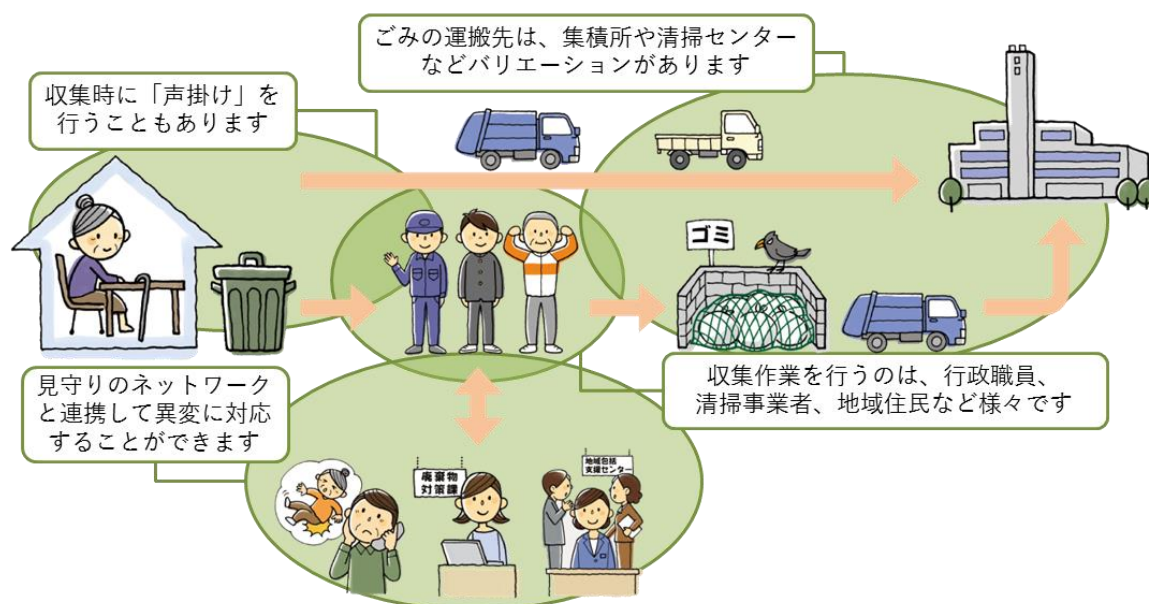 ごみの運搬先は、集積所や清掃センター
などバリエーションがあります
収集時に「声掛け」を
行うこともあります
ゴミ
収集作業を行うのは、行政職員、
清掃事業者、地域住民など様々です
見守りのネットワーク
と連携して異変に対応
することができます
廃棄物
対策課
地域包括
支援センター